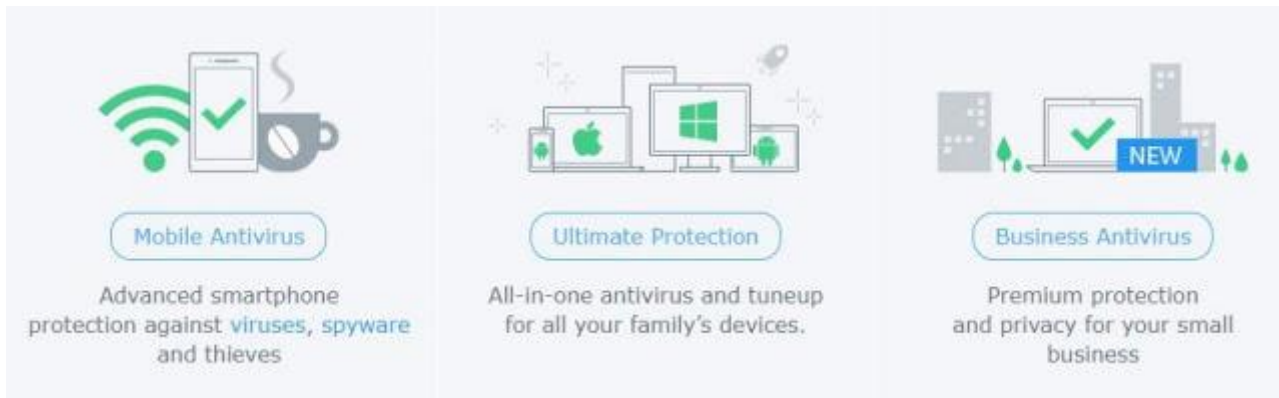 NEW
Mobile Antivirus
Advanced smartphone
protection against viruses, spyware
and thieves
Ultimate Protection
All-in-one antivirus and tuneup
for all your family's devices.
Business Antivirus
Premium protection
and privacy for your small
business